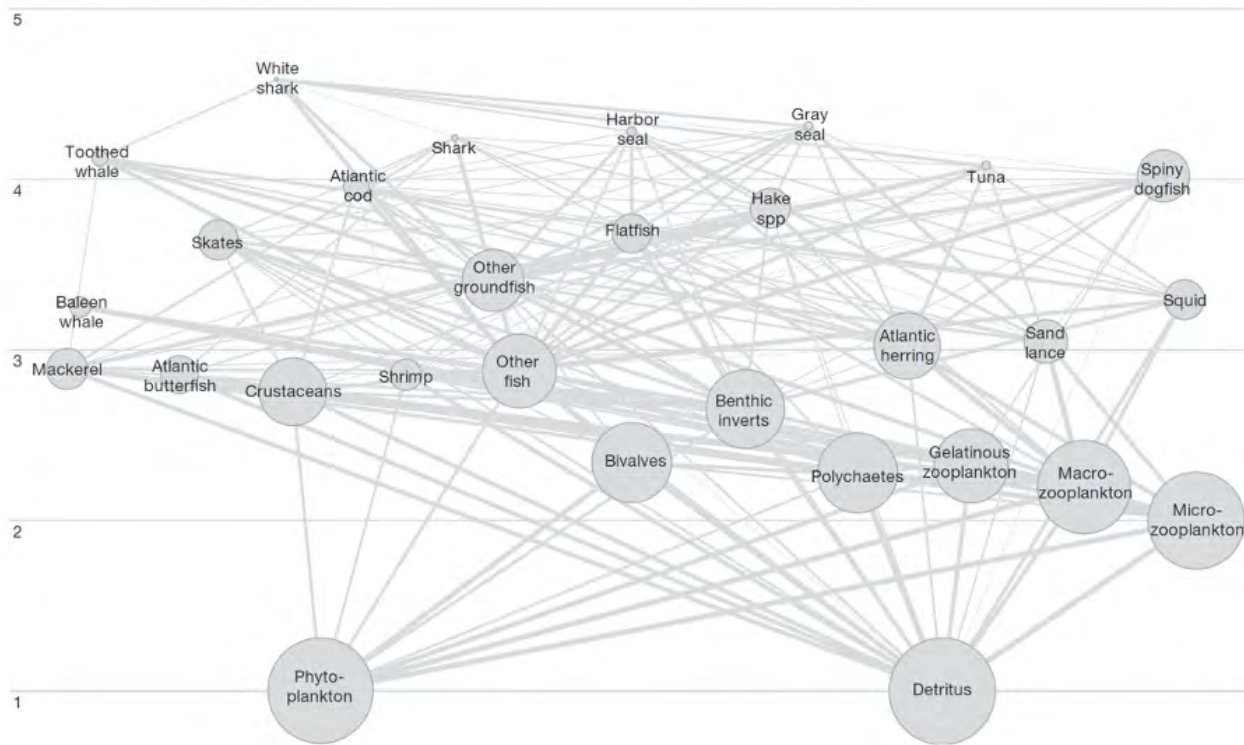 5
White
shark
Harbor
seal
Gray
seal
Shark
Toothed
whale
Atlantic
cod
Tuna
Spiny
dogfish
4
Hake
spp
Skates
Flatfish
Other
groundfish
Baleen
whale
Squid
Atlantic
herring
Sand
lance
3
Mackerel
Atlantic
butterfish
Crustaceans
Shrimp
Other
fish
Benthic
inverts
Bivalves
Polychaetes
Gelatinous
zooplankton
Macro-
zooplankton
Micro-
zooplankton
2
Phyto-
plankton
Detritus
1